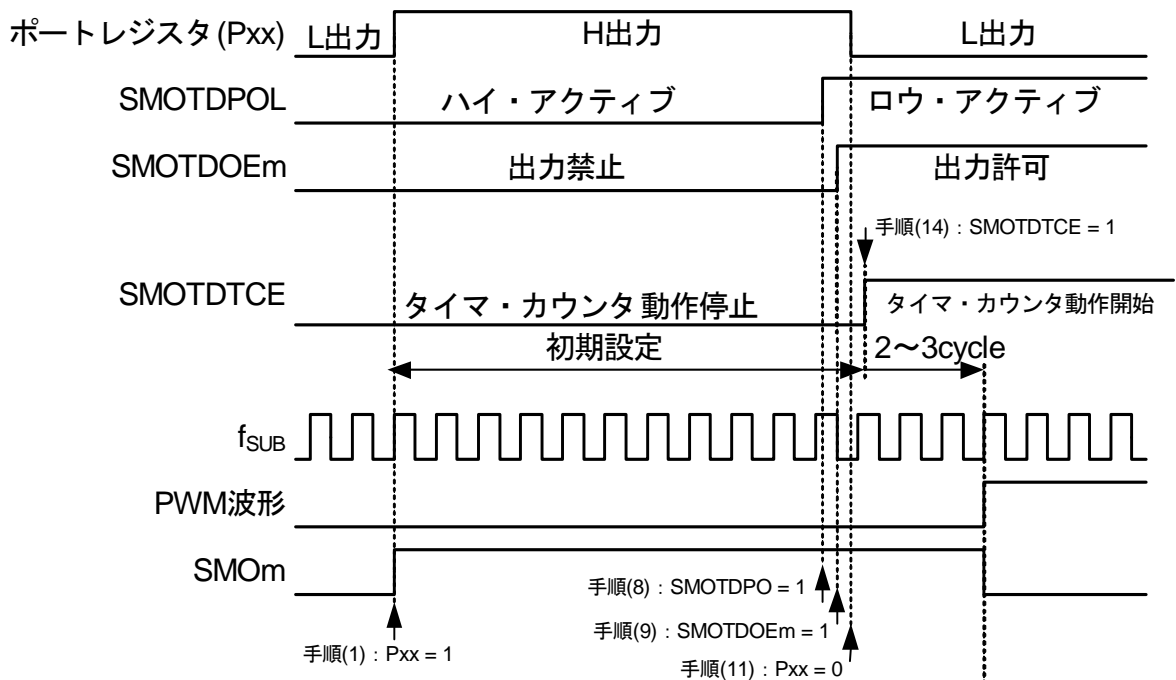 ポートレジスタ(Pxx) L出力 H出力 L出力
SMOTDPOL ハイ・アクティブ ロウ・アクティブ
SMOTDOEm 出力禁止 出力許可
手順(14):SMOTDTCE = 1
SMOTDTCE タイマ・カウンタ動作停止 タイマ・カウンタ動作開始
初期設定 2~3cycle
fSUB
PWM波形
SMOm
手順(8):SMOTDPO = 1
手順(9):SMOTDOEm = 1
手順(1):Pxx = 1
手順(11):Pxx = 0